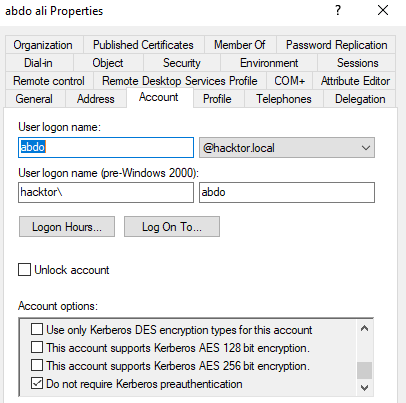 abdo ali Properties ? ×
Organization Published Certificates Member Of Password Replication
Dial-in Object Security Environment Sessions
Remote control Remote Desktop Services Profile COM+ Attribute Editor
General Address Account Profile Telephones Delegation
User logon name:
abdo @hacktor.local
User logon name (pre-Windows 2000):
hacktor\ abdo
Logon Hours... Log On To...
Unlock account
Account options:
Use only Kerberos DES encryption types for this account
This account supports Kerberos AES 128 bit encryption.
This account supports Kerberos AES 256 bit encryption.
Do not require Kerberos preauthentication